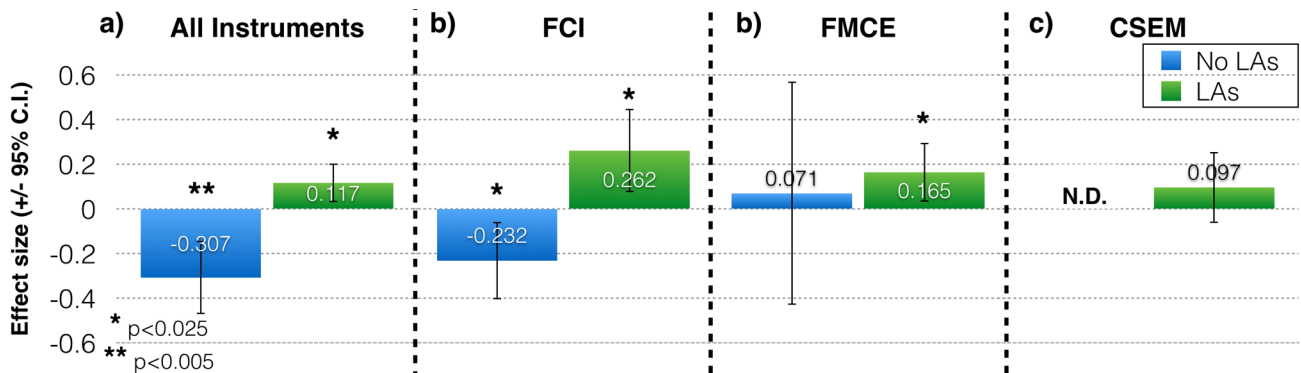 a) All Instruments
b) FCI
b) FMCE
c) CSEM
No LAs
LAs
Effect size (+/- 95% C.I.)
0.6
0.4
0.2
0
-0.2
-0.4
-0.6
**
-0.307
*
0.117
*
-0.232
*
0.262
0.071
*
0.165
N.D.
0.097
* p<0.025
** p<0.005